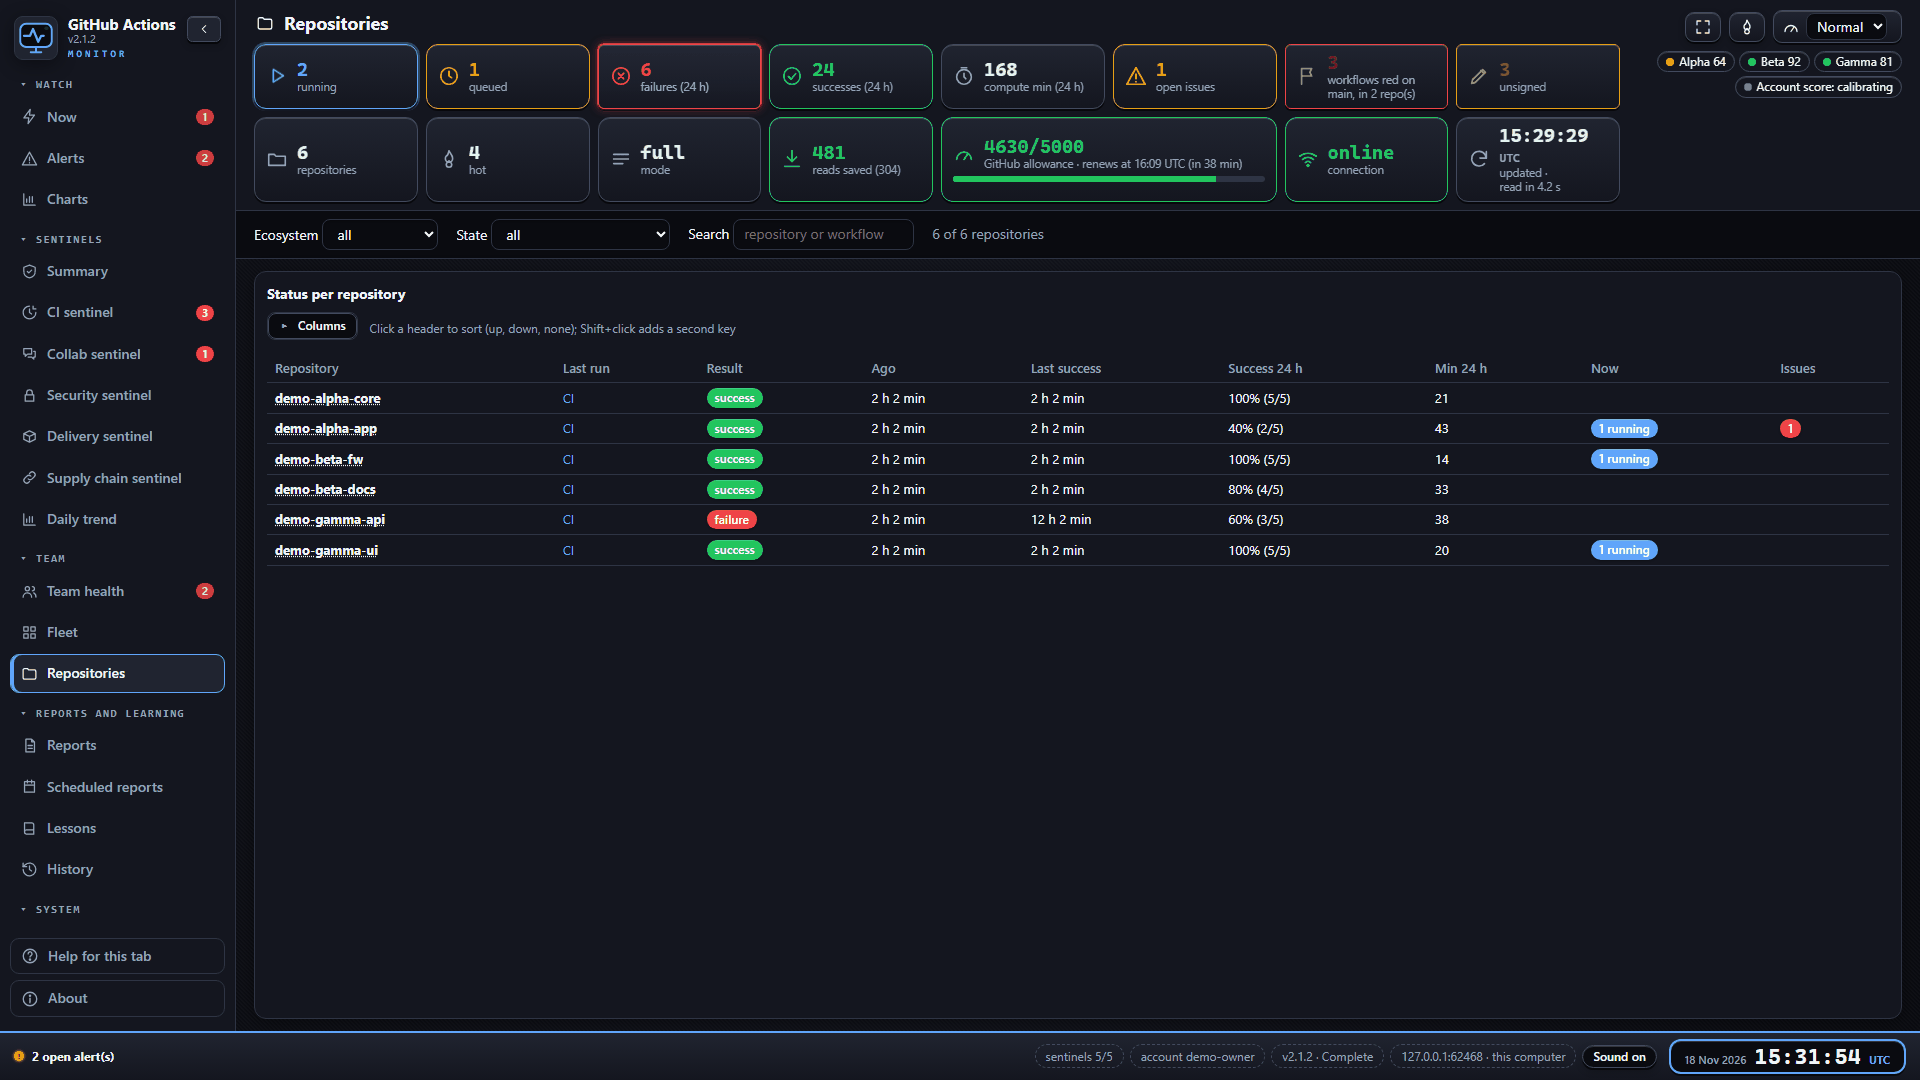 GitHub Actions
v2.1.2
MONITOR
WATCH
Now 1
Alerts 2
Charts
SENTINELS
Summary
CI sentinel 3
Collab sentinel 1
Security sentinel
Delivery sentinel
Supply chain sentinel
Daily trend
TEAM
Team health 2
Fleet
Repositories
REPORTS AND LEARNING
Reports
Scheduled reports
Lessons
History
SYSTEM
Help for this tab
About
Repositories
Normal
Alpha 64 Beta 92 Gamma 81
Account score: calibrating
2
running
1
queued
6
failures (24 h)
24
successes (24 h)
168
compute min (24 h)
1
open issues
3
workflows red on
main, in 2 repo(s)
3
unsigned
6
repositories
4
hot
full
mode
481
reads saved (304)
4630/5000
GitHub allowance · renews at 16:09 UTC (in 38 min)
online
connection
15:29:29
UTC
updated ·
read in 4.2 s
Ecosystem all State all Search repository or workflow 6 of 6 repositories
Status per repository
Columns Click a header to sort (up, down, none); Shift+click adds a second key
Repository Last run Result Ago Last success Success 24 h Min 24 h Now Issues
demo-alpha-core CI success 2 h 2 min 2 h 2 min 100% (5/5) 21
demo-alpha-app CI success 2 h 2 min 2 h 2 min 40% (2/5) 43 1 running 1
demo-beta-fw CI success 2 h 2 min 2 h 2 min 100% (5/5) 14 1 running
demo-beta-docs CI success 2 h 2 min 2 h 2 min 80% (4/5) 33
demo-gamma-api CI failure 2 h 2 min 12 h 2 min 60% (3/5) 38
demo-gamma-ui CI success 2 h 2 min 2 h 2 min 100% (5/5) 20 1 running
2 open alert(s)
sentinels 5/5 account demo-owner v2.1.2 · Complete 127.0.0.1:62468 · this computer Sound on 18 Nov 2026 15:31:54 UTC